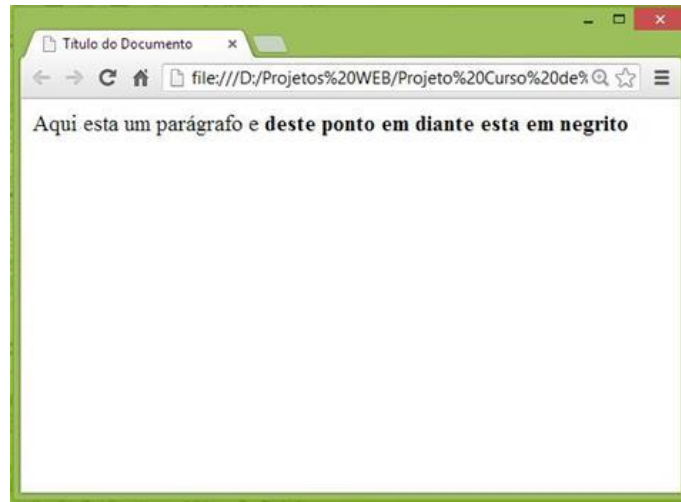 Título do Documento
file:///D:/Projetos%20WEB/Projeto%20Curso%20de%
Aqui esta um parágrafo e deste ponto em diante esta em negrito